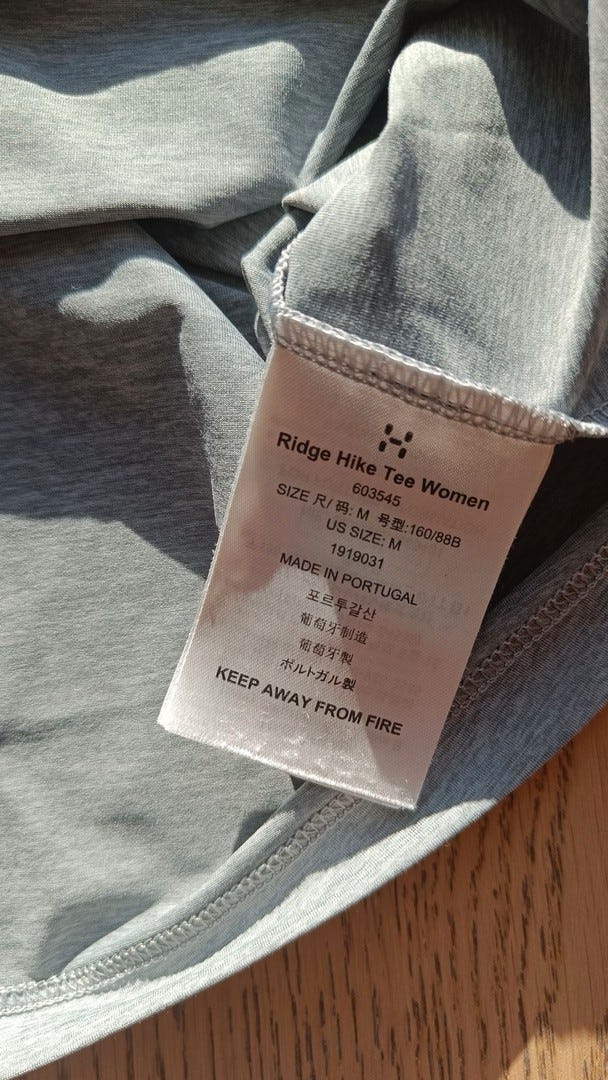 Ridge Hike Tee Women
603545
SIZE 尺/ 码: M 号型:160/88B
US SIZE: M
1919031
MADE IN PORTUGAL
포르투갈산
葡萄牙制造
葡萄牙製
ポルトガル製
KEEP AWAY FROM FIRE